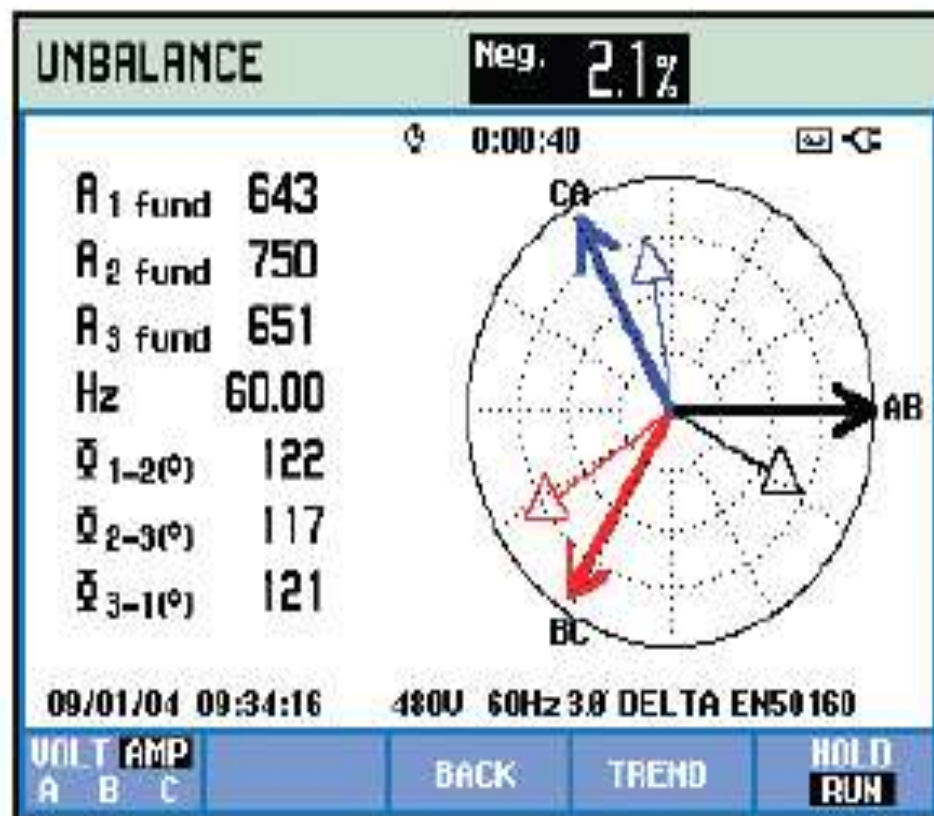 UNBALANCE Neg. 2.1%
0:00:40
CA
A1 fund 643
A2 fund 750
A3 fund 651
Hz 60.00
AB
Φ1-2(°) 122
Φ2-3(°) 117
Φ3-1(°) 121
BC
09/01/04 09:34:16 480V 60Hz 3.Ø DELTA EN50160
VOLT AMP
A B C
BACK
TREND
HOLD
RUN